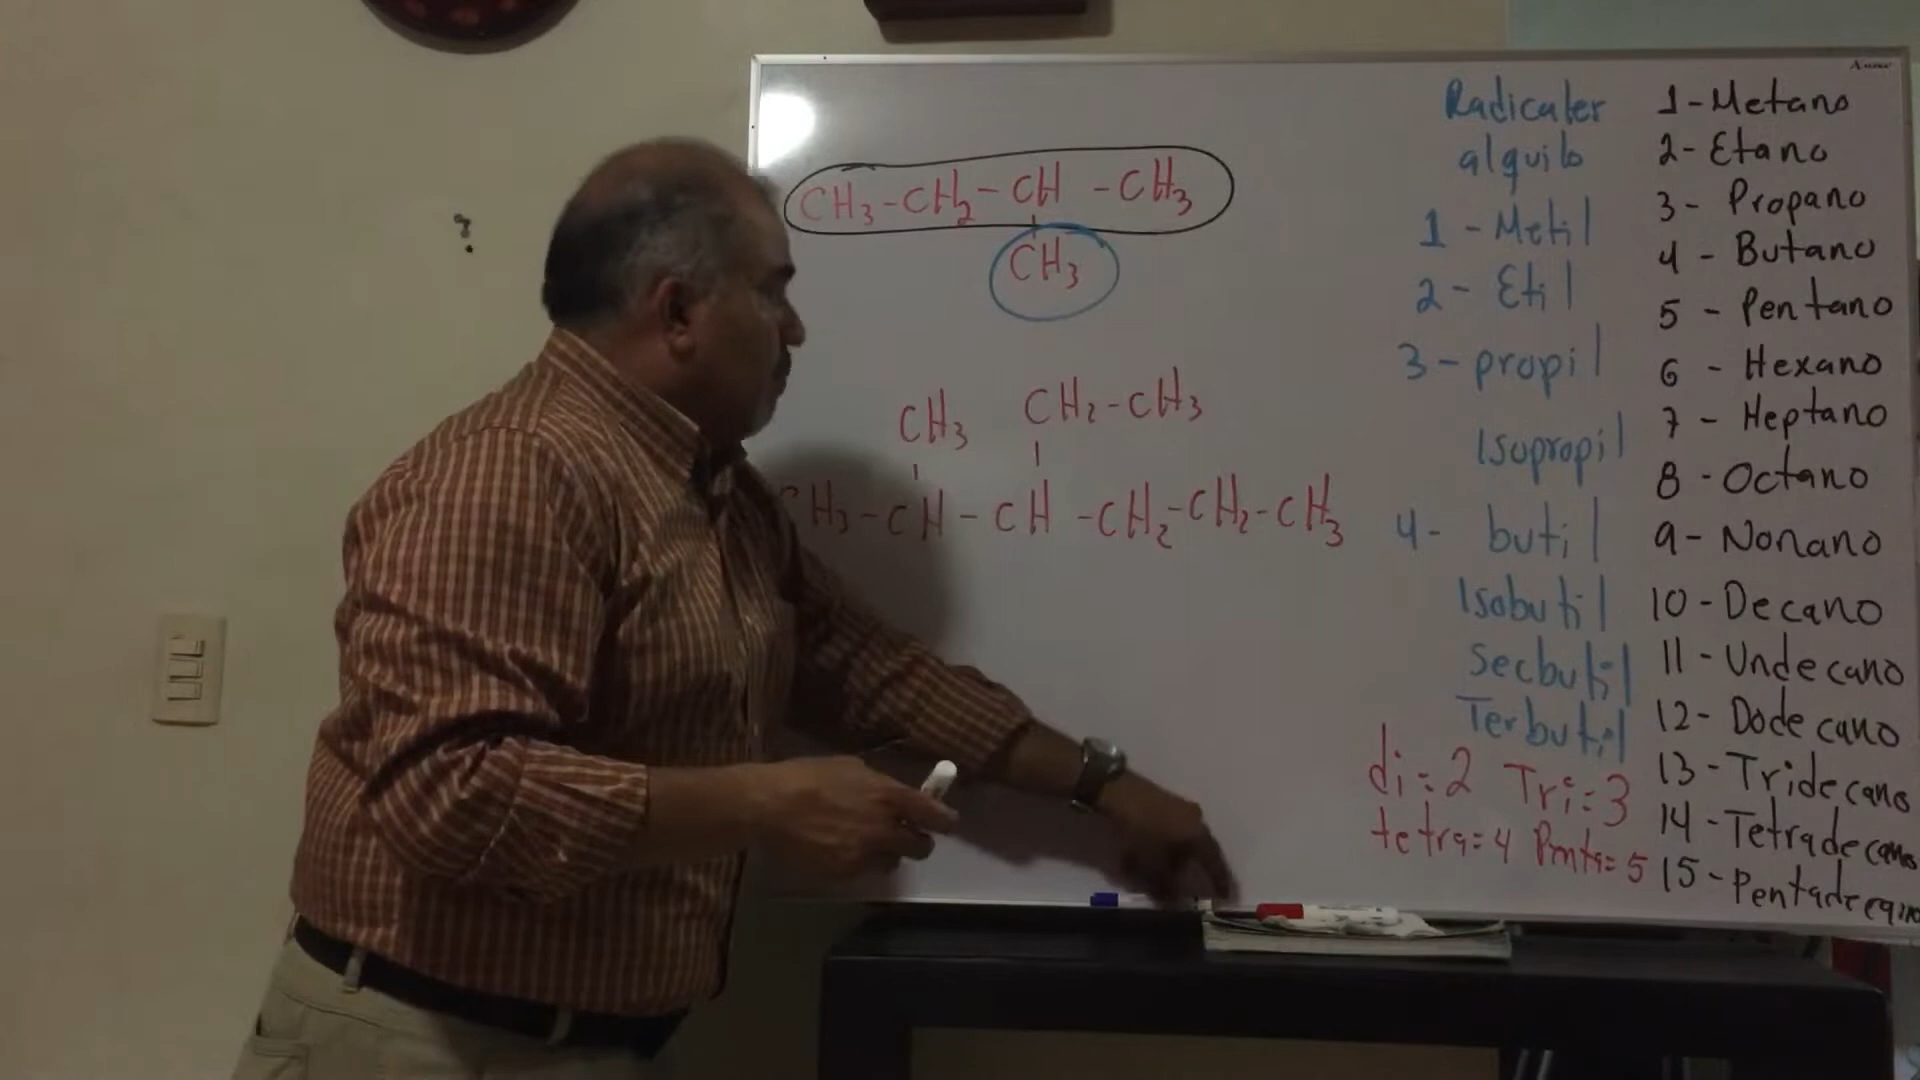 CH3-CH2-CH-CH3
CH3
CH3 CH2-CH3
CH3-CH-CH-CH2-CH2-CH3
Radicales
alquilo
1-Metil
2-Etil
3-propil
Isopropil
4- butil
Isobutil
Secbutil
Terbutil
di=2 Tri=3
tetra=4 Penta=5
1-Metano
2-Etano
3-Propano
4-Butano
5-Pentano
6-Hexano
7-Heptano
8-Octano
9-Nonano
10-Decano
11-Undecano
12-Dodecano
13-Tridecano
14-Tetradecano
15-Pentadecano